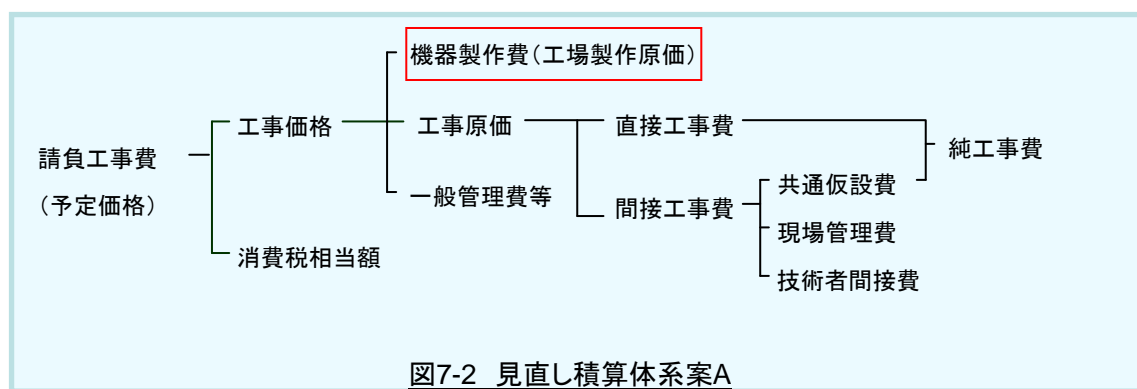 機器製作費(工場製作原価)
工事価格
工事原価
直接工事費
純工事費
請負工事費
(予定価格)
共通仮設費
一般管理費等
間接工事費
現場管理費
消費税相当額
技術者間接費
図7-2 見直し積算体系案A